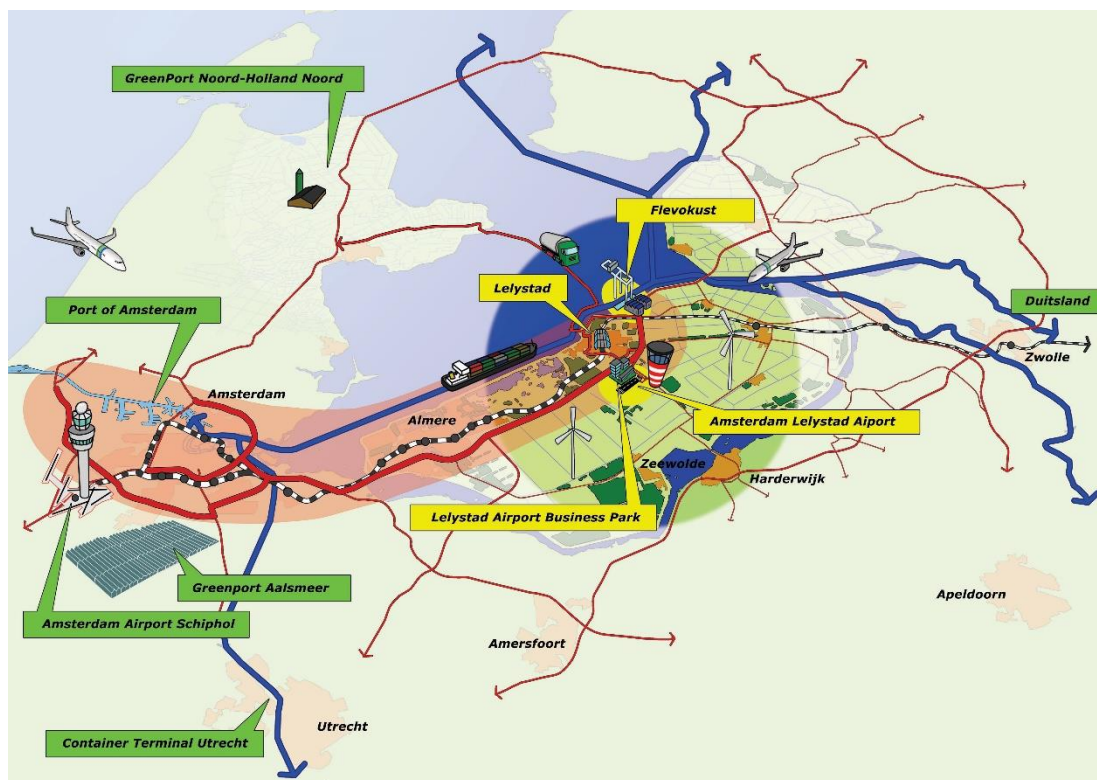 GreenPort Noord-Holland Noord
Flevokust
Lelystad
Port of Amsterdam
Duitsland
Zwolle
Amsterdam
Almere
Amsterdam Lelystad Aiport
Zeewolde
Harderwijk
Lelystad Airport Business Park
Greenport Aalsmeer
Apeldoorn
Amsterdam Airport Schiphol
Amersfoort
Utrecht
Container Terminal Utrecht